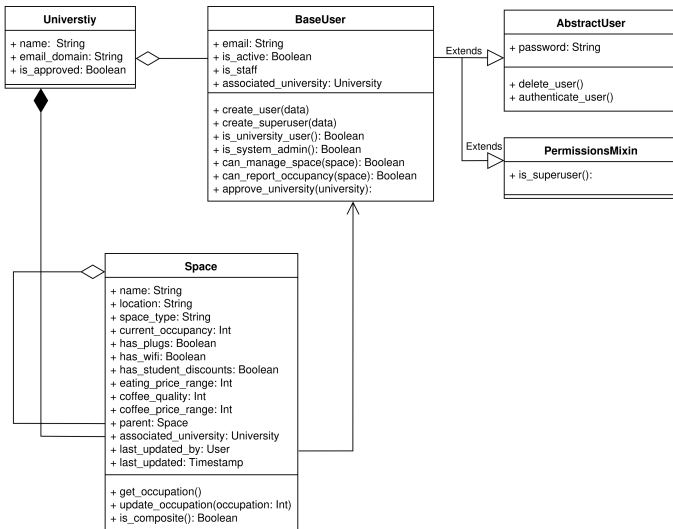 Universtiy
+ name:  String
+ email_domain: String
+ is_approved: Boolean
BaseUser
+ email: String
+ is_active: Boolean
+ is_staff
+ associated_university: University
+ create_user(data)
+ create_superuser(data)
+ is_university_user(): Boolean
+ is_system_admin(): Boolean
+ can_manage_space(space): Boolean
+ can_report_occupancy(space): Boolean
+ approve_university(university):
Extends
AbstractUser
+ password: String
+ delete_user()
+ authenticate_user()
Extends
PermissionsMixin
+ is_superuser():
Space
+ name: String
+ location: String
+ space_type: String
+ current_occupancy: Int
+ has_plugs: Boolean
+ has_wifi: Boolean
+ has_student_discounts: Boolean
+ eating_price_range: Int
+ coffee_quality: Int
+ coffee_price_range: Int
+ parent: Space
+ associated_university: University
+ last_updated_by: User
+ last_updated: Timestamp
+ get_occupation()
+ update_occupation(occupation: Int)
+ is_composite(): Boolean